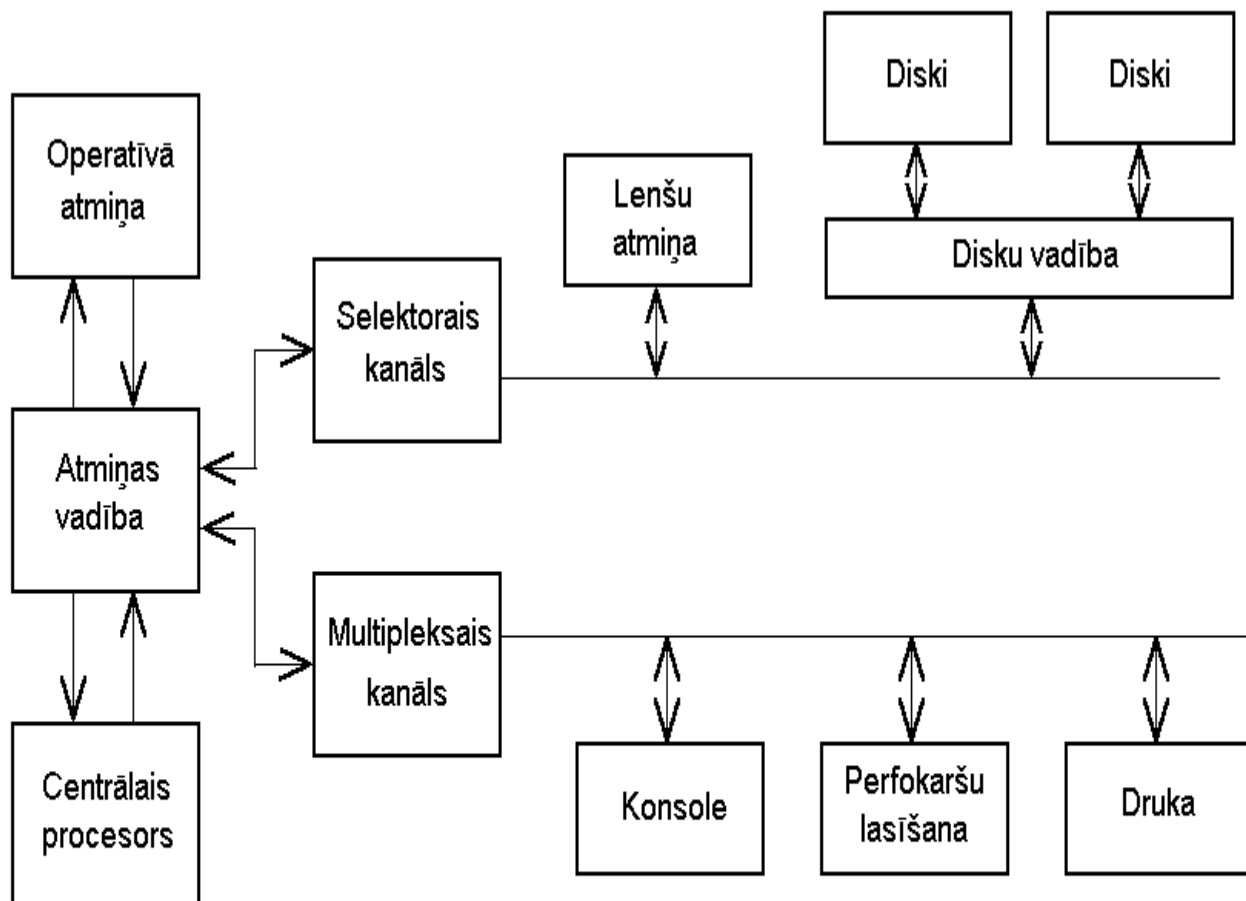 Diski
Diski
Operatīvā
atmiņa
Lenšu
atmiņa
Disku vadība
Selektorais
kanāls
Atmiņas
vadība
Multipleksais
kanāls
Centrālais
procesors
Konsole
Perfokaršu
lasīšana
Druka